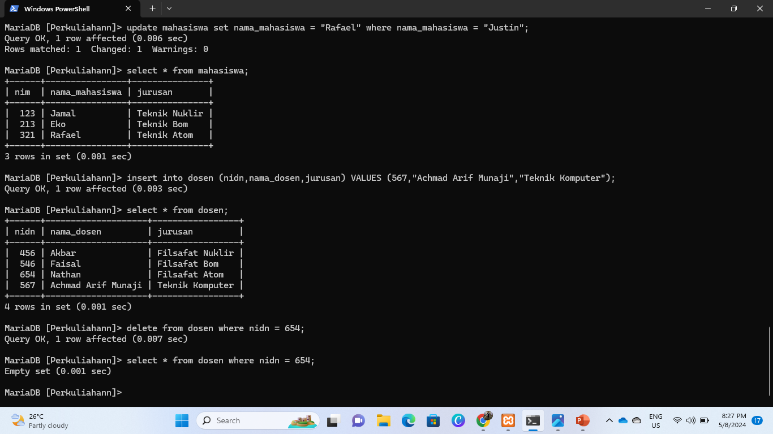 Windows PowerShell
MariaDB [Perkuliahann]> update mahasiswa set nama_mahasiswa = "Rafael" where nama_mahasiswa = "Justin";
Query OK, 1 row affected (0.006 sec)
Rows matched: 1  Changed: 1  Warnings: 0
MariaDB [Perkuliahann]> select * from mahasiswa;
+------+----------------+---------------+
| nim  | nama_mahasiswa | jurusan       |
+------+----------------+---------------+
|  123 | Jamal          | Teknik Nuklir |
|  213 | Eko            | Teknik Bom    |
|  321 | Rafael         | Teknik Atom   |
+------+----------------+---------------+
3 rows in set (0.001 sec)
MariaDB [Perkuliahann]> insert into dosen (nidn,nama_dosen,jurusan) VALUES (567,"Achmad Arif Munaji","Teknik Komputer");
Query OK, 1 row affected (0.003 sec)
MariaDB [Perkuliahann]> select * from dosen;
+------+--------------------+-----------------+
| nidn | nama_dosen         | jurusan         |
+------+--------------------+-----------------+
|  456 | Akbar              | Filsafat Nuklir |
|  546 | Faisal             | Filsafat Bom    |
|  654 | Nathan             | Filsafat Atom   |
|  567 | Achmad Arif Munaji | Teknik Komputer |
+------+--------------------+-----------------+
4 rows in set (0.001 sec)
MariaDB [Perkuliahann]> delete from dosen where nidn = 654;
Query OK, 1 row affected (0.007 sec)
MariaDB [Perkuliahann]> select * from dosen where nidn = 654;
Empty set (0.001 sec)
MariaDB [Perkuliahann]>
26°C
Partly cloudy
Search
ENG
US
8:27 PM
5/8/2024
17